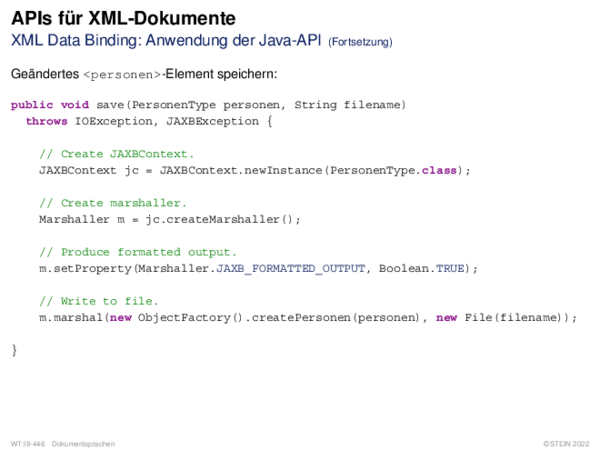 APIs für XML-Dokumente
XML Data Binding: Anwendung der Java-API (Fortsetzung)
Geändertes <personen>-Element speichern:
public void save(PersonenType personen, String filename)
throws IOException, JAXBException {
// Create JAXBContext.
JAXBContext jc = JAXBContext.newInstance(PersonenType.class);
// Create marshaller.
Marshaller m = jc.createMarshaller();
// Produce formatted output.
m.setProperty(Marshaller.JAXB_FORMATTED_OUTPUT, Boolean.TRUE);
// Write to file.
m.marshal(new ObjectFactory().createPersonen(personen), new File(filename));
}
WT:III-446 Dokumentsprachen ©STEIN 2022